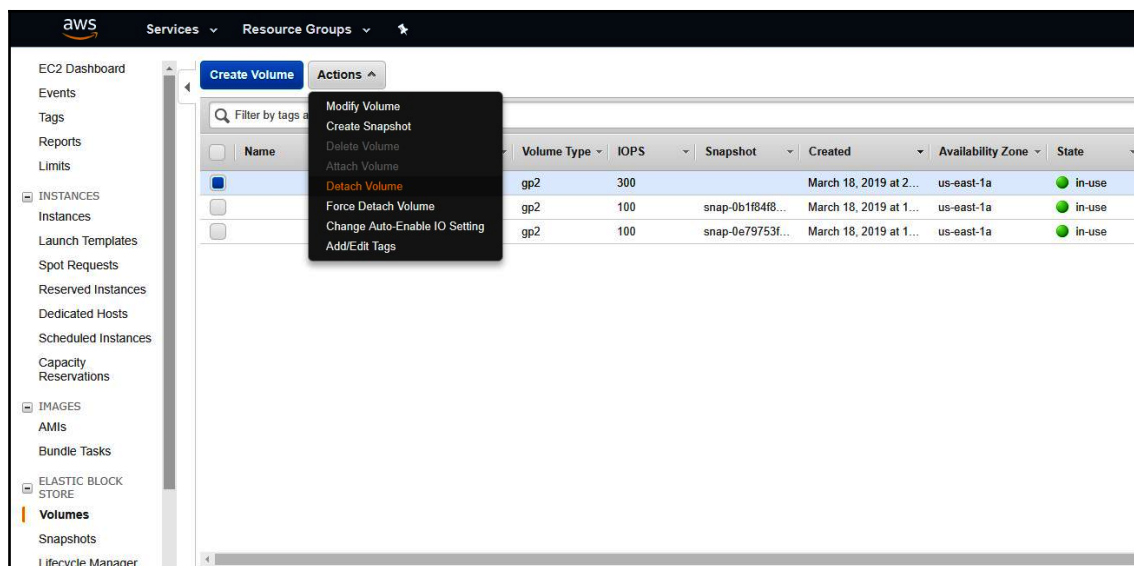 aws
Services
Resource Groups
EC2 Dashboard
Events
Tags
Reports
Limits
INSTANCES
Instances
Launch Templates
Spot Requests
Reserved Instances
Dedicated Hosts
Scheduled Instances
Capacity
Reservations
IMAGES
AMIs
Bundle Tasks
ELASTIC BLOCK
STORE
Volumes
Snapshots
Lifecycle Manager
Create Volume
Actions
Filter by tags a
Modify Volume
Create Snapshot
Delete Volume
Attach Volume
Detach Volume
Force Detach Volume
Change Auto-Enable IO Setting
Add/Edit Tags
Name Volume Type IOPS Snapshot Created Availability Zone State
gp2 300 March 18, 2019 at 2... us-east-1a in-use
gp2 100 snap-0b1f84f8... March 18, 2019 at 1... us-east-1a in-use
gp2 100 snap-0e79753f... March 18, 2019 at 1... us-east-1a in-use